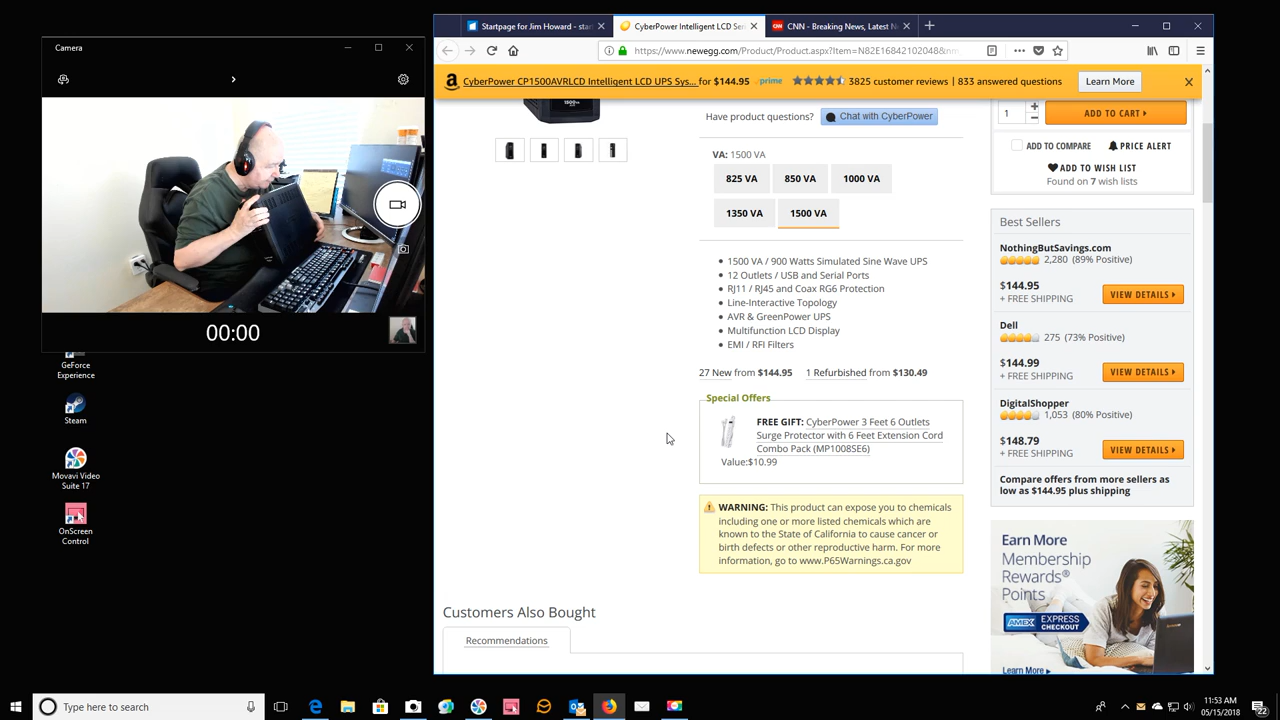 Camera
00:00
GeForce
Experience
Steam
Movavi Video
Suite 17
OnScreen
Control
Startpage for Jim Howard - star
CyberPower Intelligent LCD Seri
CNN - Breaking News, Latest N
https://www.newegg.com/Product/Product.aspx?Item=N82E16842102048&nm
CyberPower CP1500AVRLCD Intelligent LCD UPS Sys... for $144.95 prime 3825 customer reviews | 833 answered questions Learn More
Have product questions? Chat with CyberPower
VA: 1500 VA
825 VA 850 VA 1000 VA
1350 VA 1500 VA
1500 VA / 900 Watts Simulated Sine Wave UPS
12 Outlets / USB and Serial Ports
RJ11 / RJ45 and Coax RG6 Protection
Line-Interactive Topology
AVR & GreenPower UPS
Multifunction LCD Display
EMI / RFI Filters
27 New from $144.95 1 Refurbished from $130.49
Special Offers
FREE GIFT: CyberPower 3 Feet 6 Outlets
Surge Protector with 6 Feet Extension Cord
Combo Pack (MP1008SE6)
Value:$10.99
WARNING: This product can expose you to chemicals
including one or more listed chemicals which are
known to the State of California to cause cancer or
birth defects or other reproductive harm. For more
information, go to www.P65Warnings.ca.gov
Customers Also Bought
Recommendations
1 ADD TO CART
ADD TO COMPARE PRICE ALERT
ADD TO WISH LIST
Found on 7 wish lists
Best Sellers
NothingButSavings.com
2,280 (89% Positive)
$144.95
+ FREE SHIPPING VIEW DETAILS
Dell
275 (73% Positive)
$144.99
+ FREE SHIPPING VIEW DETAILS
DigitalShopper
1,053 (80% Positive)
$148.79
+ FREE SHIPPING VIEW DETAILS
Compare offers from more sellers as
low as $144.95 plus shipping
Earn More
Membership
Rewards®
Points
AMEX EXPRESS
CHECKOUT
Learn More
Type here to search
11:53 AM
05/15/2018
22